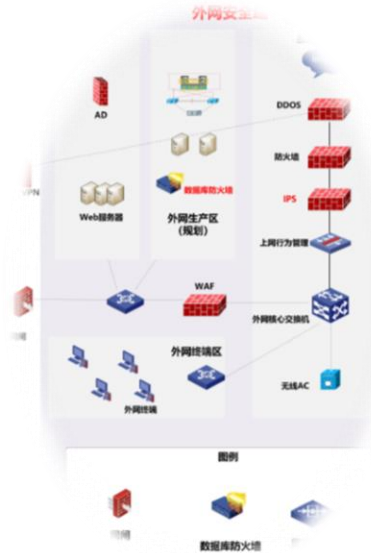 外网安全
DDOS
AD
防火墙
VPN
数据库防火墙
IPS
Web服务器
外网生产区
（规划）
上网行为管理
WAF
外网核心交换机
外网终端区
无线AC
外网终端
图例
网闸
数据库防火墙